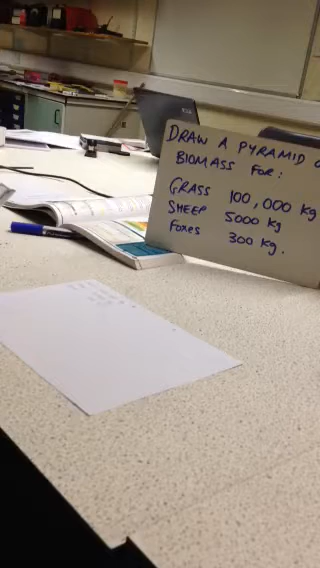 DRAW A PYRAMID
BIOMASS FOR:
GRASS 100,000 Kg
SHEEP 5000 Kg
FOXES 300 Kg.